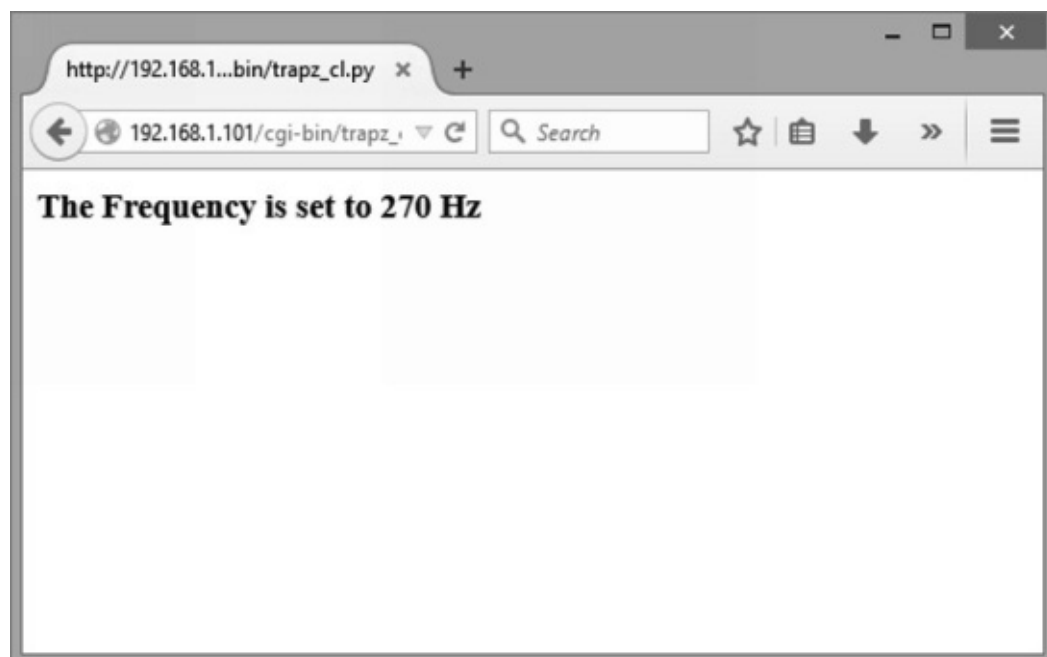 http://192.168.1...bin/trapz_cl.py
192.168.1.101/cgi-bin/trapz_
Search
The Frequency is set to 270 Hz